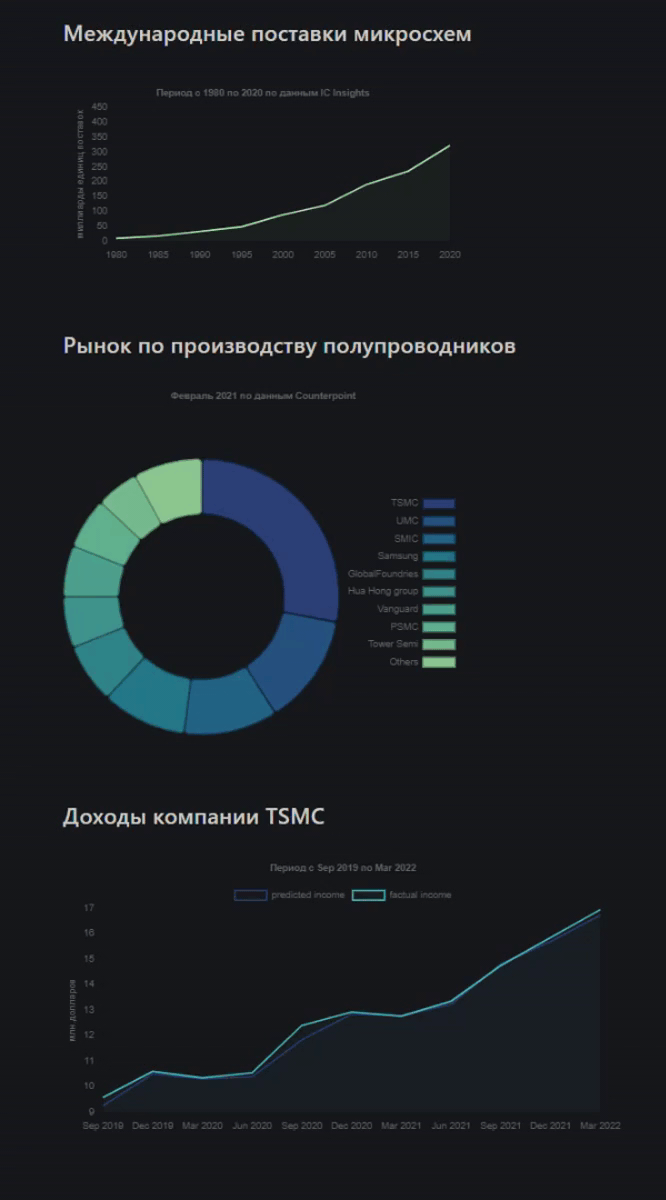 Международные поставки микросхем
Период с 1980 по 2020 по данным IC Insights
миллиарды единиц поставок
450
400
350
300
250
200
150
100
50
0
1980 1985 1990 1995 2000 2005 2010 2015 2020
Рынок по производству полупроводников
Февраль 2021 по данным Counterpoint
TSMC
UMC
SMIC
Samsung
GlobalFoundries
Hua Hong group
Vanguard
PSMC
Tower Semi
Others
Доходы компании TSMC
Период с Sep 2019 по Mar 2022
predicted income factual income
млн долларов
17
16
15
14
13
12
11
10
9
Sep 2019 Dec 2019 Mar 2020 Jun 2020 Sep 2020 Dec 2020 Mar 2021 Jun 2021 Sep 2021 Dec 2021 Mar 2022